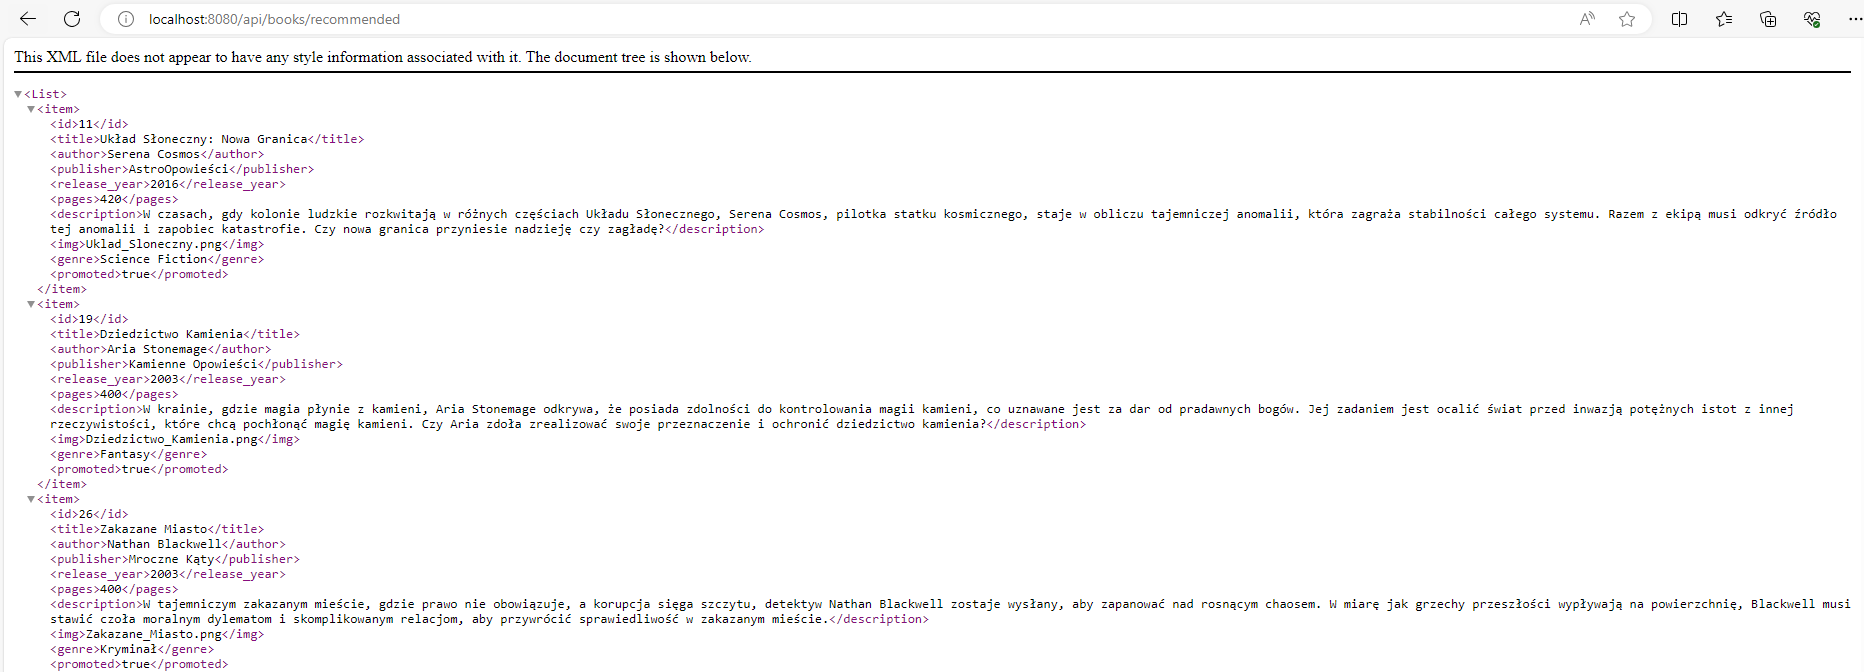 localhost:8080/api/books/recommended
This XML file does not appear to have any style information associated with it. The document tree is shown below.
▼<List>
▼<item>
<id>11</id>
<title>Układ Słoneczny: Nowa Granica</title>
<author>Serena Cosmos</author>
<publisher>AstroOpowieści</publisher>
<release_year>2016</release_year>
<pages>420</pages>
<description>W czasach, gdy kolonie ludzkie rozkwitają w różnych częściach Układu Słonecznego, Serena Cosmos, pilotka statku kosmicznego, staje w obliczu tajemniczej anomalii, która zagraża stabilności całego systemu. Razem z ekipą musi odkryć źródło
tej anomalii i zapobiec katastrofie. Czy nowa granica przyniesie nadzieję czy zagładę?</description>
<img>Uklad_Sloneczny.png</img>
<genre>Science Fiction</genre>
<promoted>true</promoted>
</item>
▼<item>
<id>19</id>
<title>Dziedzictwo Kamienia</title>
<author>Aria Stonemage</author>
<publisher>Kamienne Opowieści</publisher>
<release_year>2003</release_year>
<pages>400</pages>
<description>W krainie, gdzie magia płynie z kamieni, Aria Stonemage odkrywa, że posiada zdolności do kontrolowania magii kamieni, co uznawane jest za dar od pradawnych bogów. Jej zadaniem jest ocalić świat przed inwazją potężnych istot z innej
rzeczywistości, które chcą pochłonąć magię kamieni. Czy Aria zdoła zrealizować swoje przeznaczenie i ochronić dziedzictwo kamienia?</description>
<img>Dziedzictwo_Kamienia.png</img>
<genre>Fantasy</genre>
<promoted>true</promoted>
</item>
▼<item>
<id>26</id>
<title>Zakazane Miasto</title>
<author>Nathan Blackwell</author>
<publisher>Mroczne Kąty</publisher>
<release_year>2003</release_year>
<pages>400</pages>
<description>W tajemniczym zakazanym mieście, gdzie prawo nie obowiązuje, a korupcja sięga szczytu, detektyw Nathan Blackwell zostaje wysłany, aby zapanować nad rosnącym chaosem. W miarę jak grzechy przeszłości wypływają na powierzchnię, Blackwell musi
stawić czoła moralnym dylematom i skomplikowanym relacjom, aby przywrócić sprawiedliwość w zakazanym mieście.</description>
<img>Zakazane_Miasto.png</img>
<genre>Kryminał</genre>
<promoted>true</promoted>